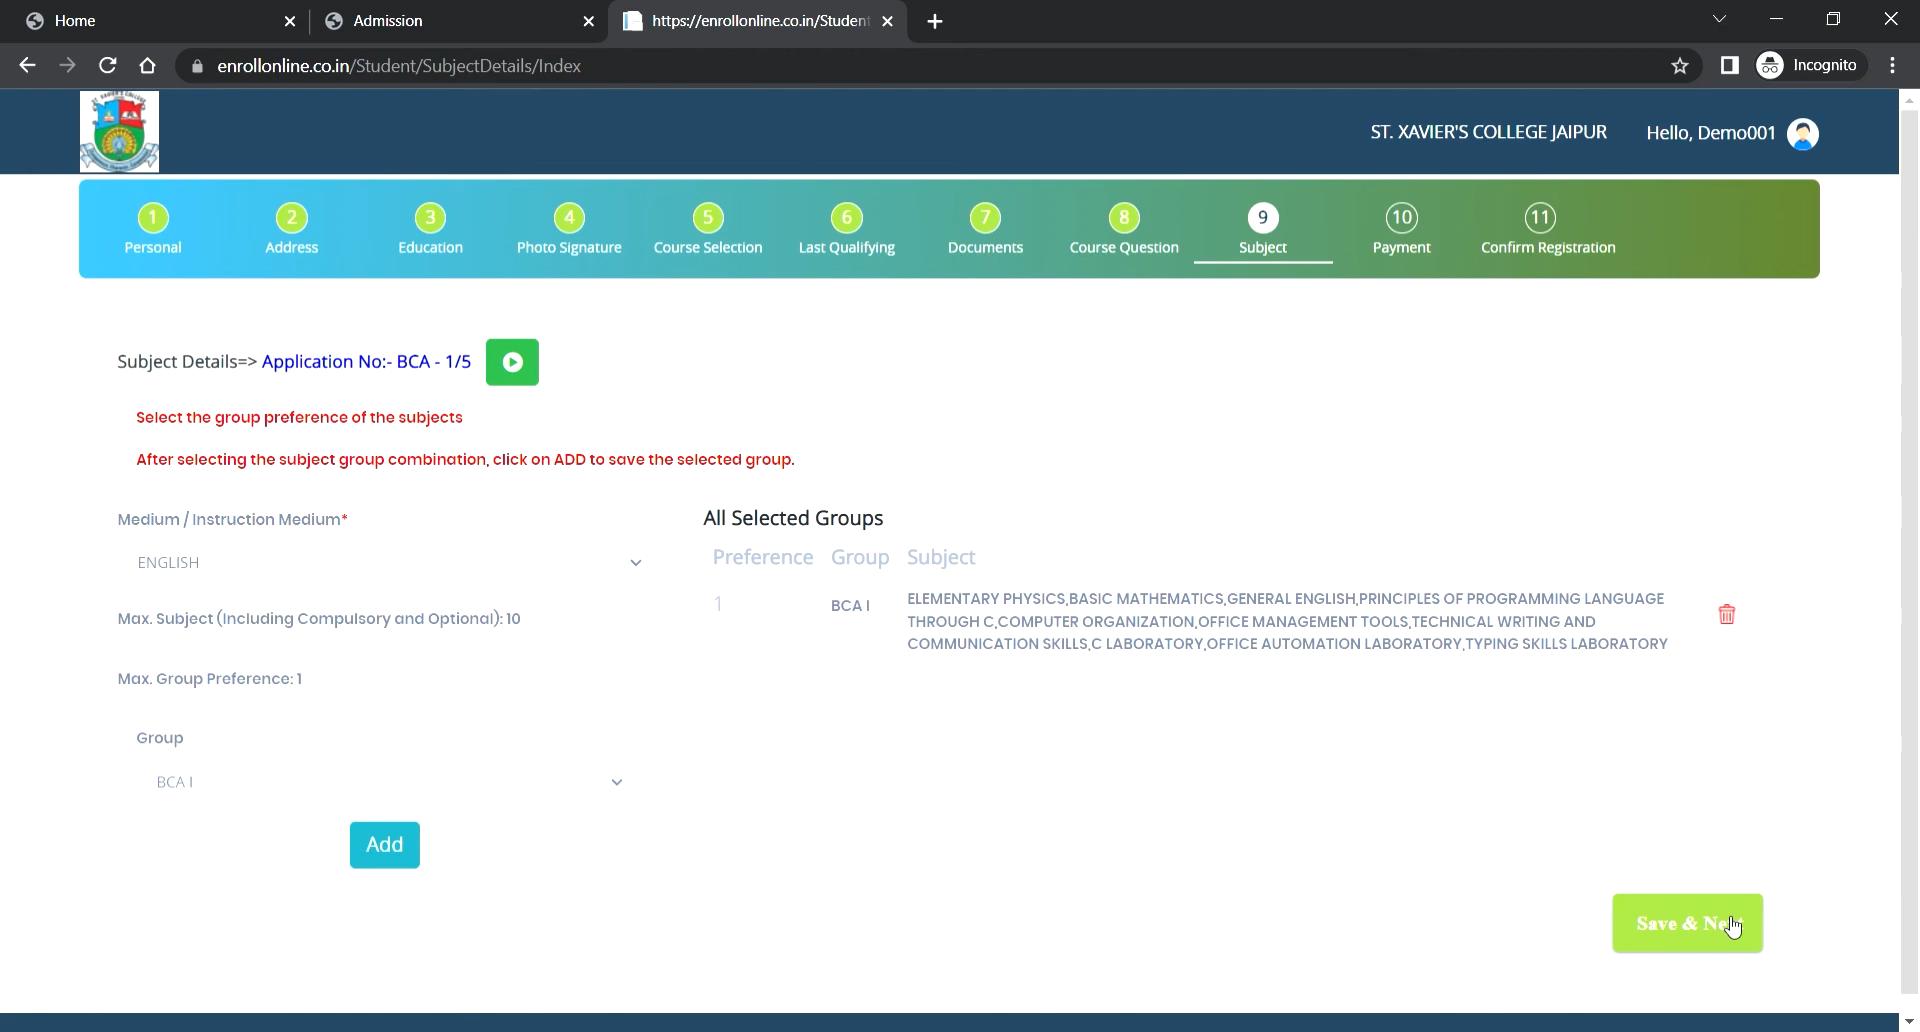 Home
Admission
https://enrollonline.co.in/Student
enrollonline.co.in/Student/SubjectDetails/Index
Incognito
ST. XAVIER'S COLLEGE JAIPUR
Hello, Demo001
1 2 3 4 5 6 7 8 9 10 11
Personal Address Education Photo Signature Course Selection Last Qualifying Documents Course Question Subject Payment Confirm Registration
Subject Details=> Application No:- BCA - 1/5
Select the group preference of the subjects
After selecting the subject group combination, click on ADD to save the selected group.
Medium / Instruction Medium*
ENGLISH
Max. Subject (Including Compulsory and Optional): 10
Max. Group Preference: 1
Group
BCA I
Add
All Selected Groups
Preference Group Subject
1 BCA I ELEMENTARY PHYSICS,BASIC MATHEMATICS,GENERAL ENGLISH,PRINCIPLES OF PROGRAMMING LANGUAGE
THROUGH C,COMPUTER ORGANIZATION,OFFICE MANAGEMENT TOOLS,TECHNICAL WRITING AND
COMMUNICATION SKILLS,C LABORATORY,OFFICE AUTOMATION LABORATORY,TYPING SKILLS LABORATORY
Save &